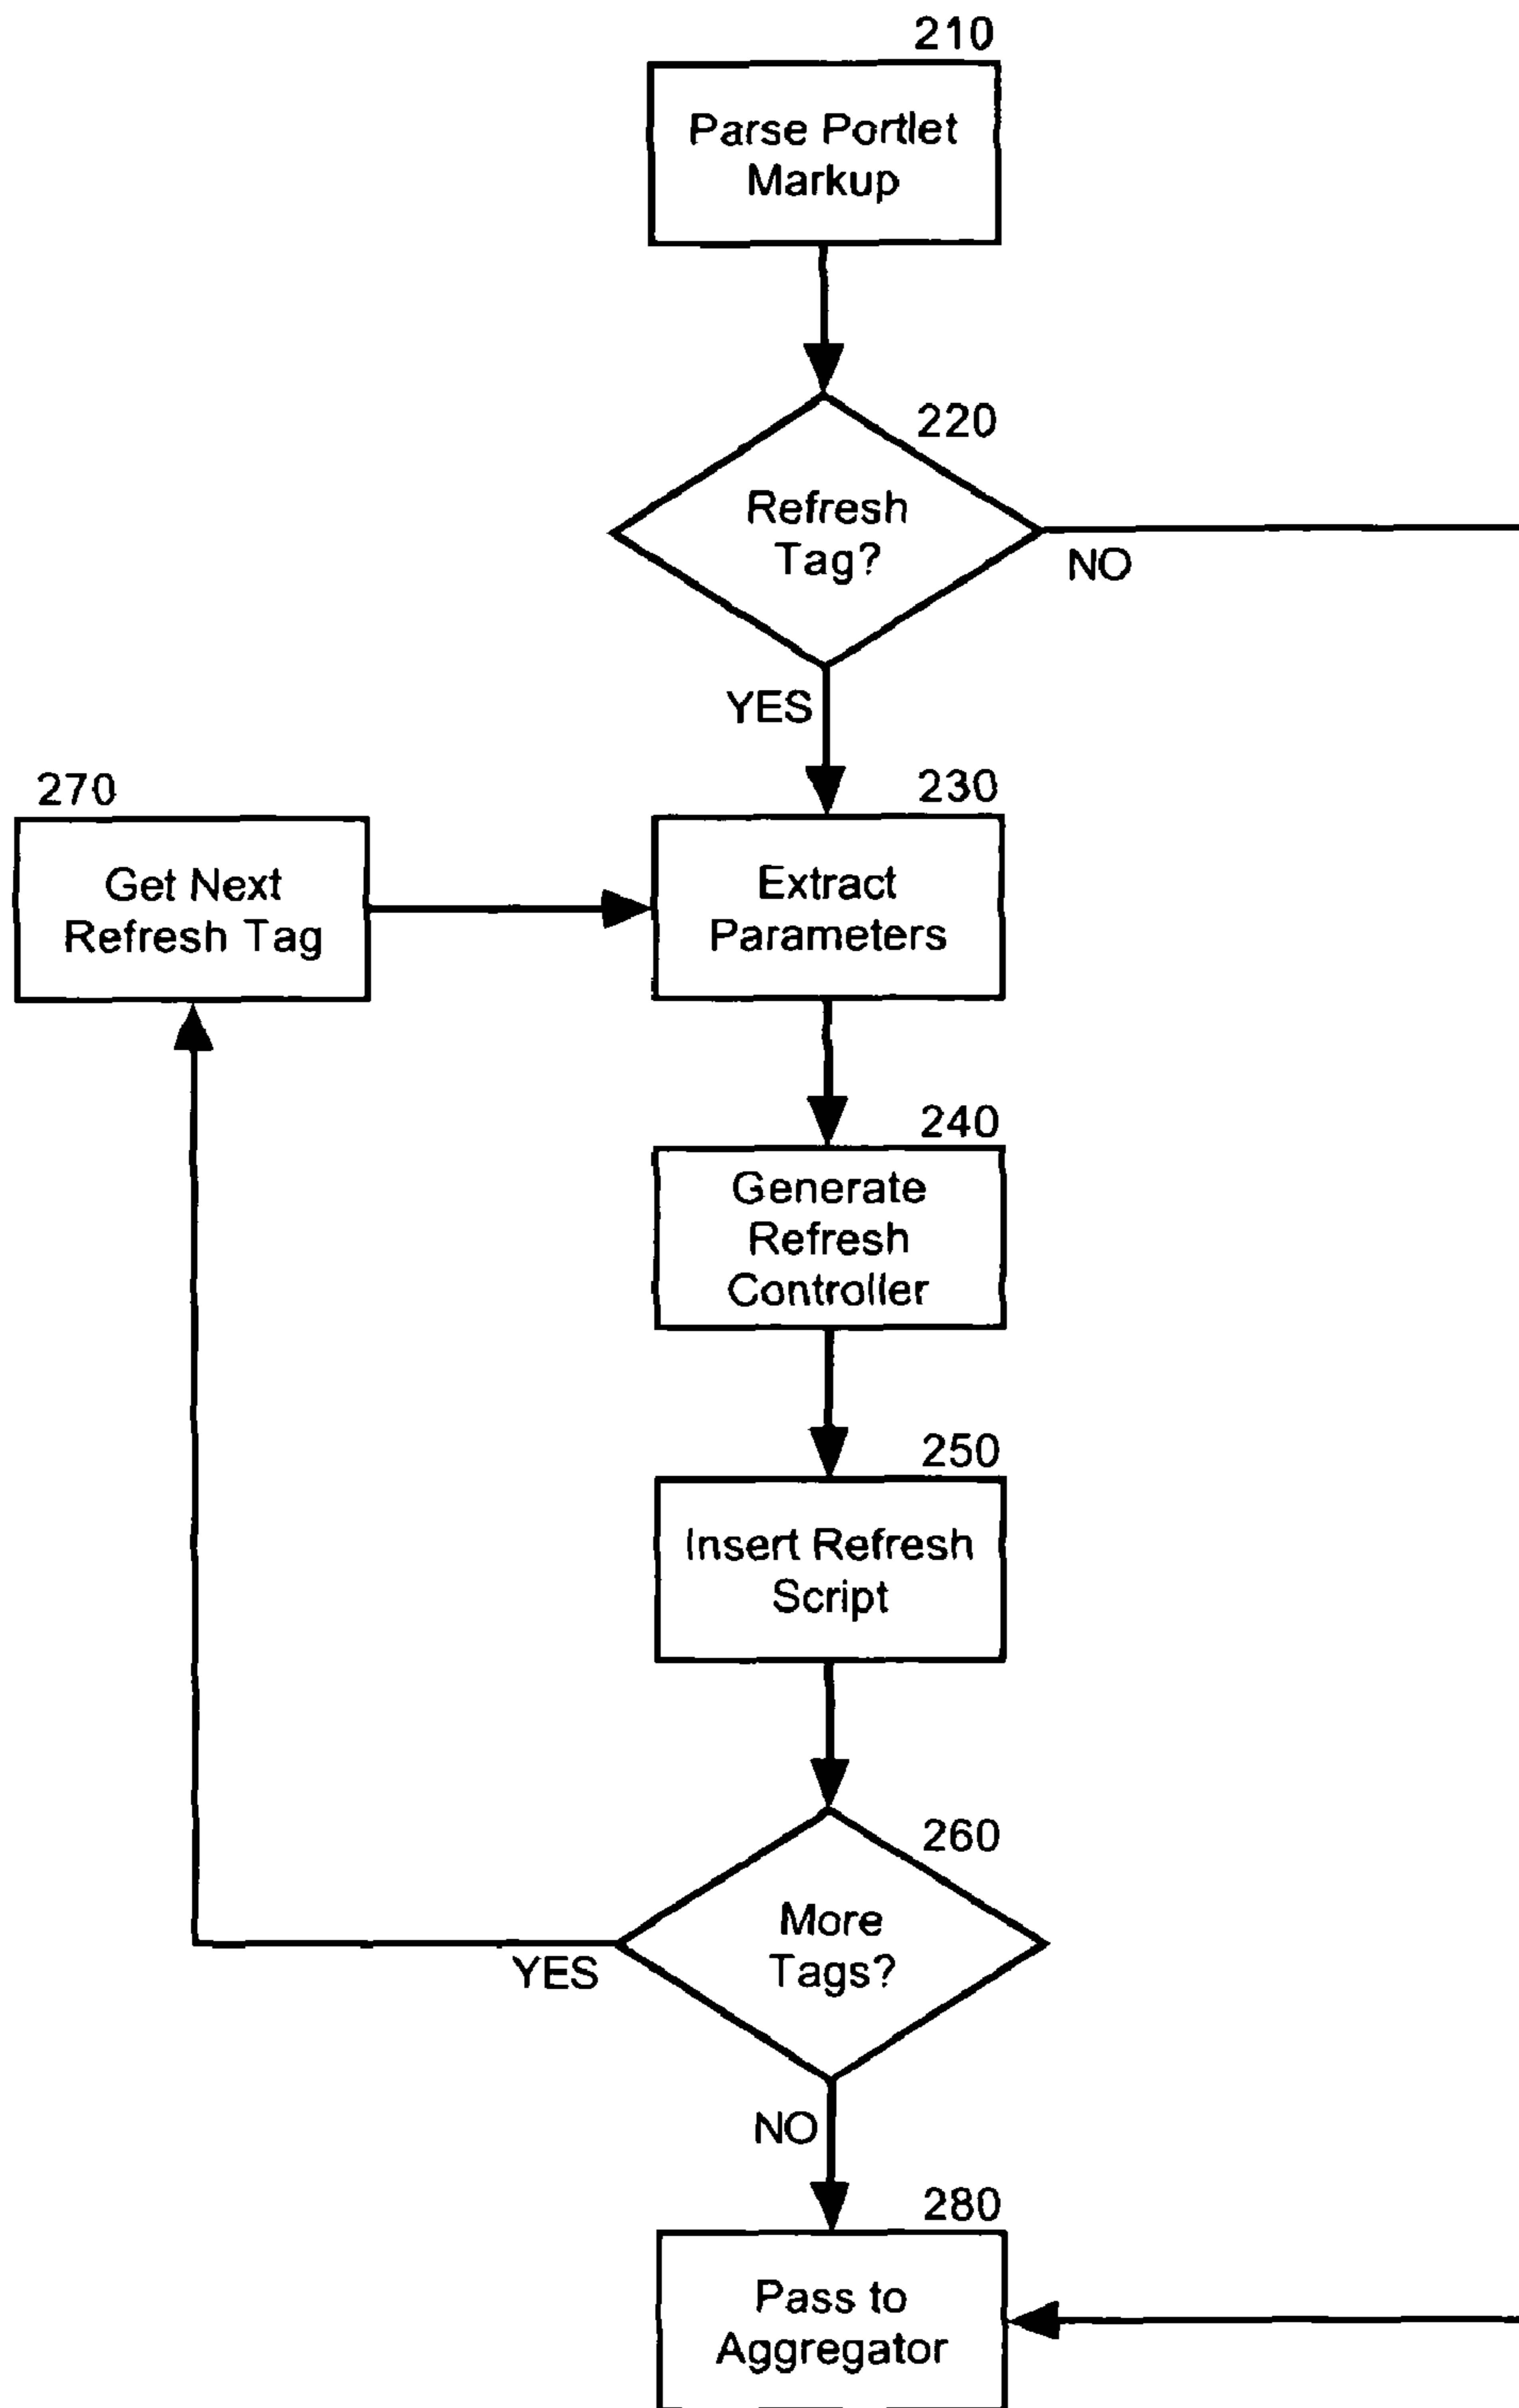 210
Parse Portlet
Markup
220
Refresh
Tag?
NO
YES
270
230
Get Next
Refresh Tag
Extract
Parameters
240
Generate
Refresh
Controller
250
Insert Refresh
Script
260
More
Tags?
YES
NO
280
Pass to
Aggregator